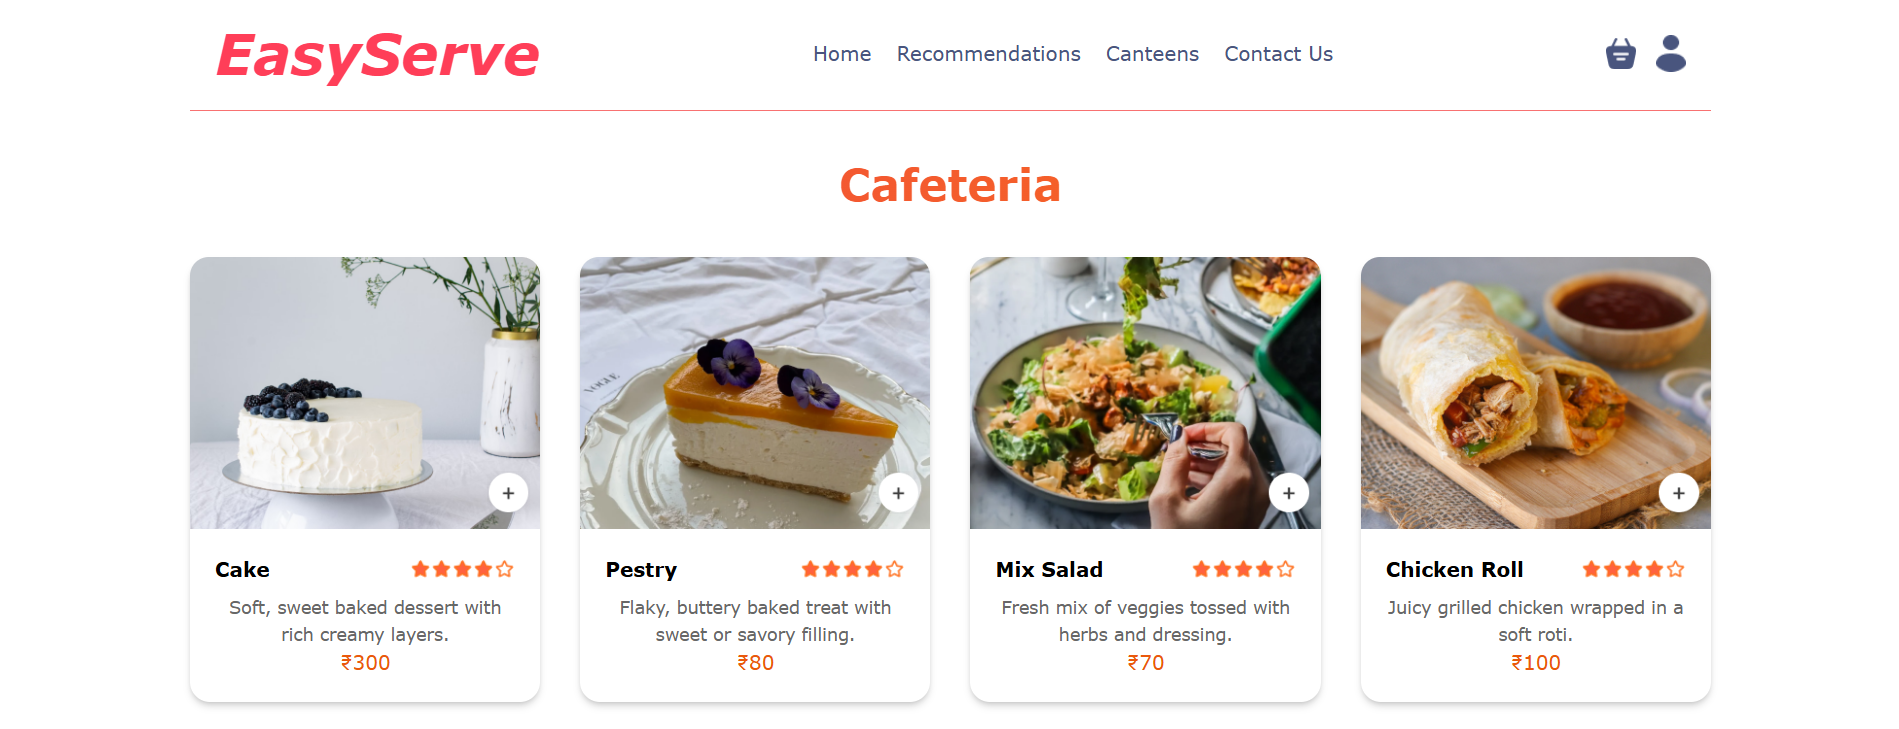 EasyServe
Home Recommendations Canteens Contact Us
Cafeteria
VOGUE
+
+
+
+
Cake
Soft, sweet baked dessert with
rich creamy layers.
₹300
Pestry
Flaky, buttery baked treat with
sweet or savory filling.
₹80
Mix Salad
Fresh mix of veggies tossed with
herbs and dressing.
₹70
Chicken Roll
Juicy grilled chicken wrapped in a
soft roti.
₹100